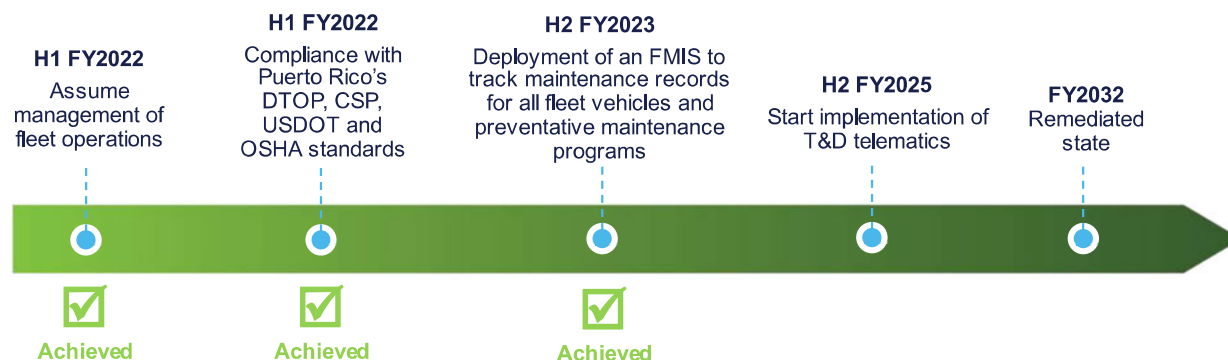 H1 FY2022
Assume
management of
fleet operations
H1 FY2022
Compliance with
Puerto Rico's
DTOP, CSP,
USDOT and
OSHA standards
H2 FY2023
Deployment of an FMIS to
track maintenance records
for all fleet vehicles and
preventative maintenance
programs
H2 FY2025
Start implementation of
T&D telematics
FY2032
Remediated
state
Achieved
Achieved
Achieved